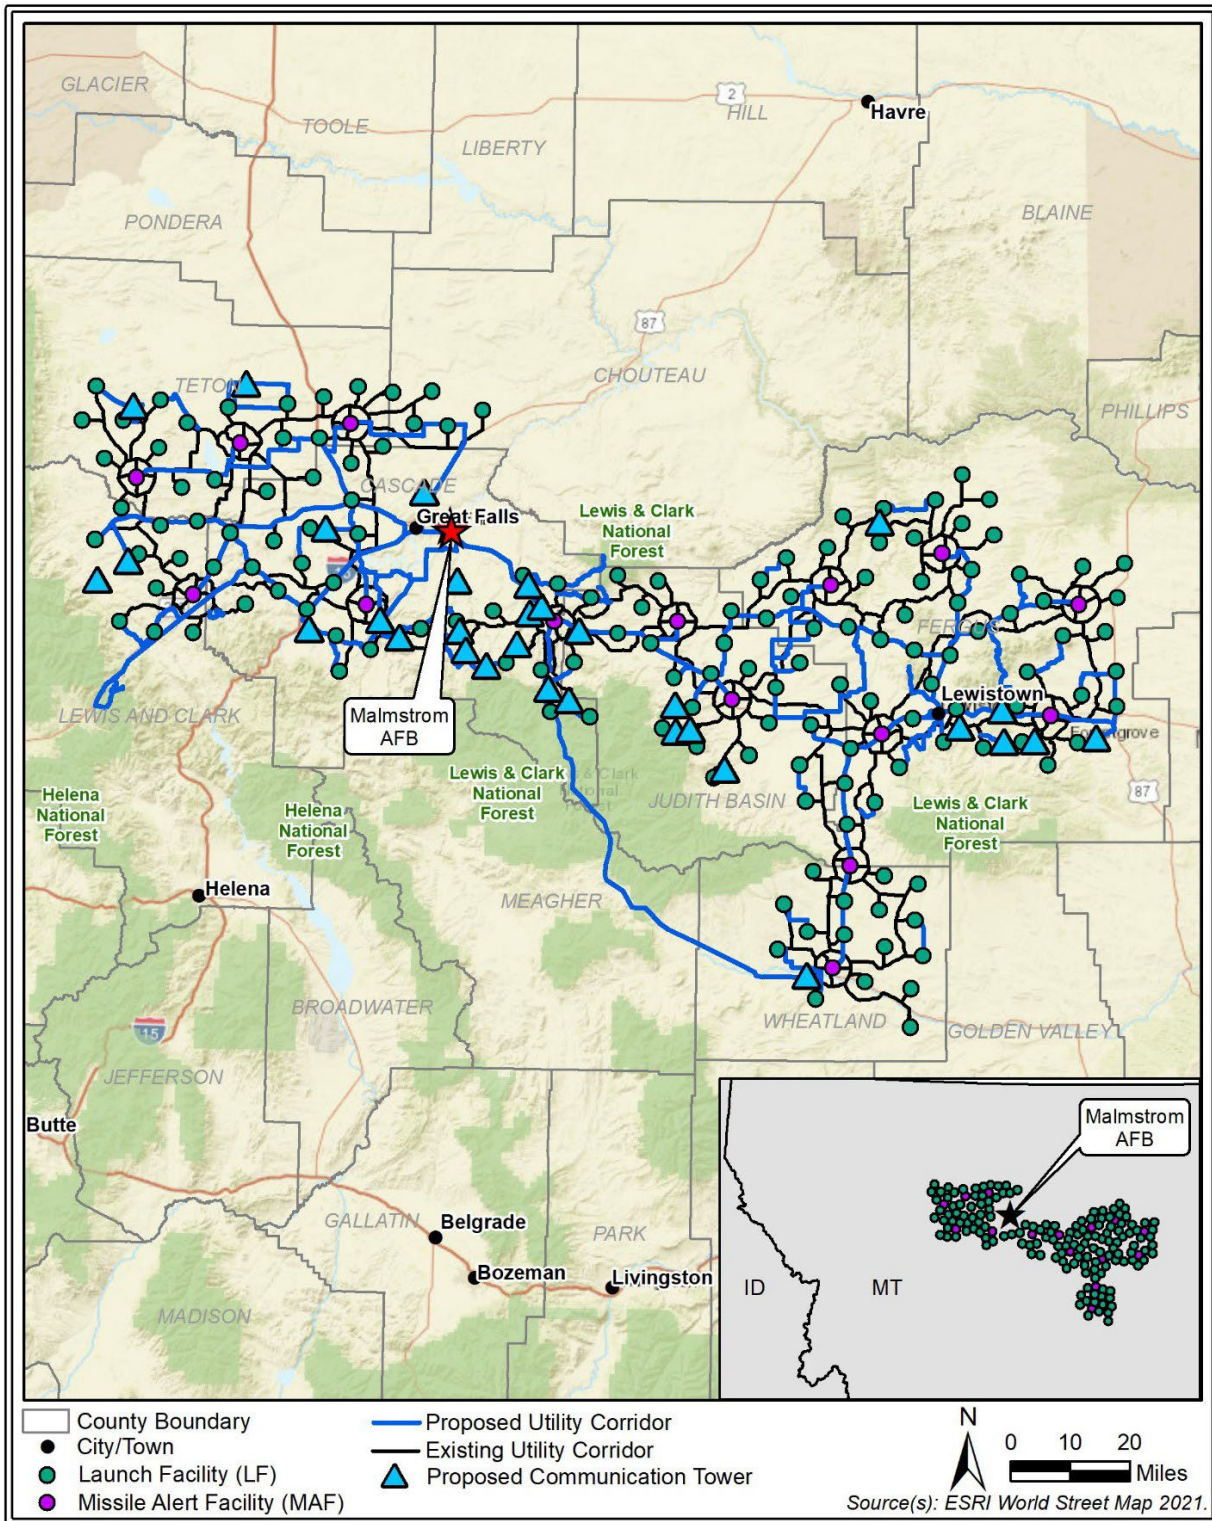 GLACIER
TOOLE
LIBERTY
2
HILL
Havre
PONDERA
BLAINE
87
CHOUTEAU
TETON
PHILLIPS
CASCADE
Great Falls
Lewis & Clark
National
Forest
15
FERGUS
Lewistown
LEWIS AND CLARK
Malmstrom
AFB
Lewis & Clark
National
Forest
JUDITH BASIN
87
Helena
National
Forest
Helena
National
Forest
Lewis & Clark
National
Forest
Helena
MEAGHER
BROADWATER
WHEATLAND
GOLDEN VALLEY
15
JEFFERSON
Butte
GALLATIN
Belgrade
PARK
Bozeman
Livingston
MADISON
Malmstrom
AFB
ID
MT
County Boundary
City/Town
Launch Facility (LF)
Missile Alert Facility (MAF)
Proposed Utility Corridor
Existing Utility Corridor
Proposed Communication Tower
N
0 10 20
Miles
Source(s): ESRI World Street Map 2021.